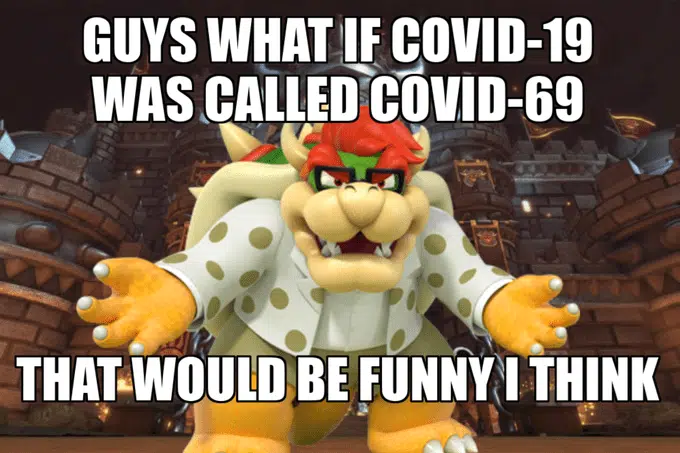 GUYS WHAT IF COVID-19
WAS CALLED COVID-69
THAT WOULD BE FUNNY I THINK